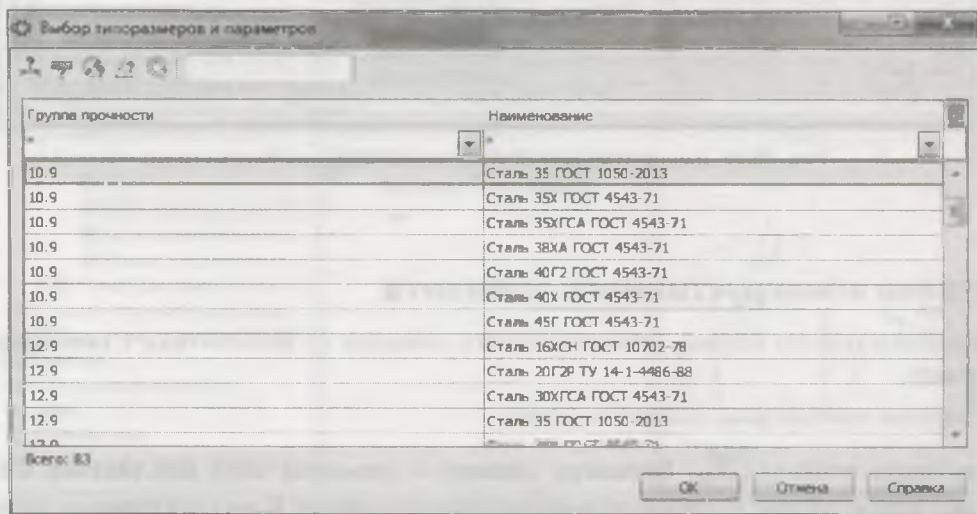 Выбор типоразмеров и параметров
Группа прочности Наименование
* *
10.9 Сталь 35 ГОСТ 1050-2013
10.9 Сталь 35Х ГОСТ 4543-71
10.9 Сталь 35ХГСА ГОСТ 4543-71
10.9 Сталь 38ХА ГОСТ 4543-71
10.9 Сталь 40Г2 ГОСТ 4543-71
10.9 Сталь 40Х ГОСТ 4543-71
10.9 Сталь 45Г ГОСТ 4543-71
12.9 Сталь 16ХСН ГОСТ 10702-78
12.9 Сталь 20Г2Р ТУ 14-1-4486-88
12.9 Сталь 30ХГСА ГОСТ 4543-71
12.9 Сталь 35 ГОСТ 1050-2013
12.9
Всего: 83
ОК Отмена Справка